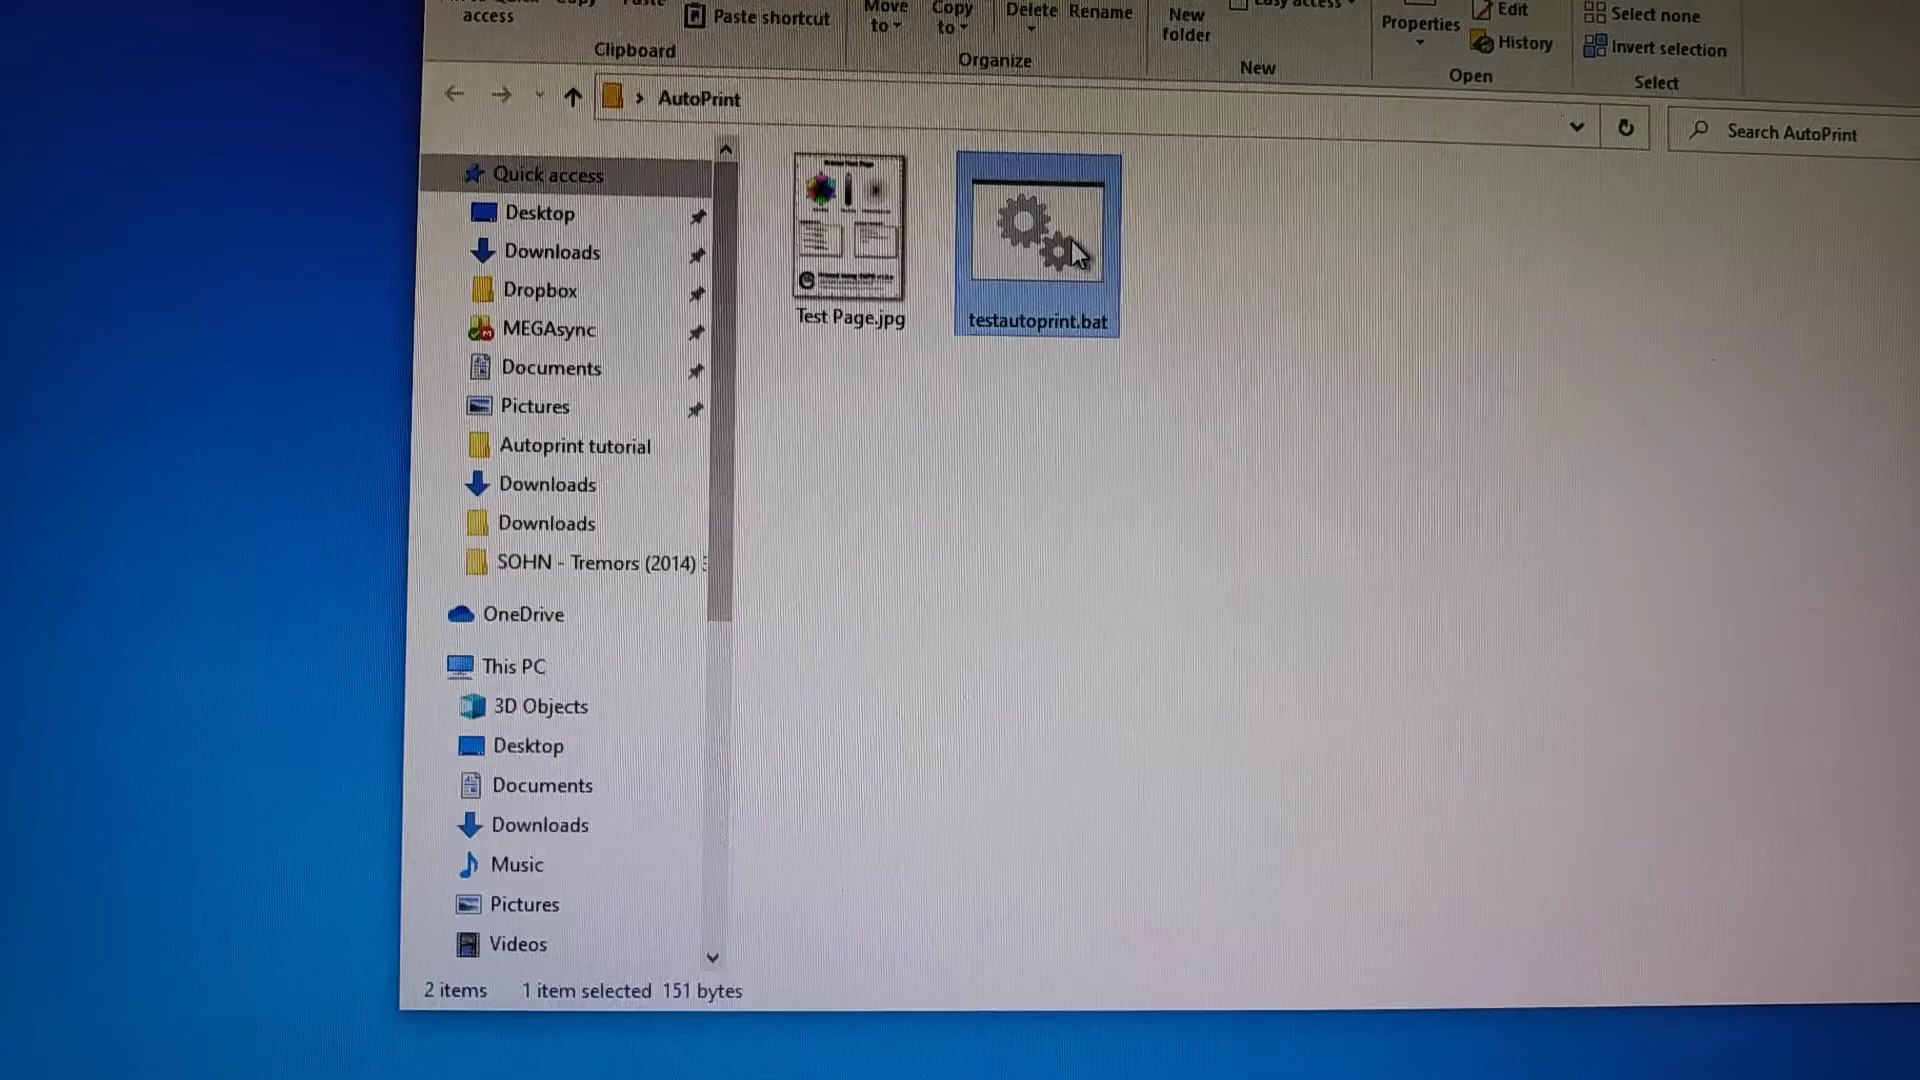 access
Paste shortcut
Clipboard
Move
to
Copy
to
Delete
Rename
Organize
New
folder
New
Properties
Edit
History
Open
Select none
Invert selection
Select
AutoPrint
Search AutoPrint
Quick access
Desktop
Downloads
Dropbox
MEGAsync
Documents
Pictures
Autoprint tutorial
Downloads
Downloads
SOHN - Tremors (2014)
OneDrive
This PC
3D Objects
Desktop
Documents
Downloads
Music
Pictures
Videos
Test Page.jpg
testautoprint.bat
2 items
1 item selected 151 bytes